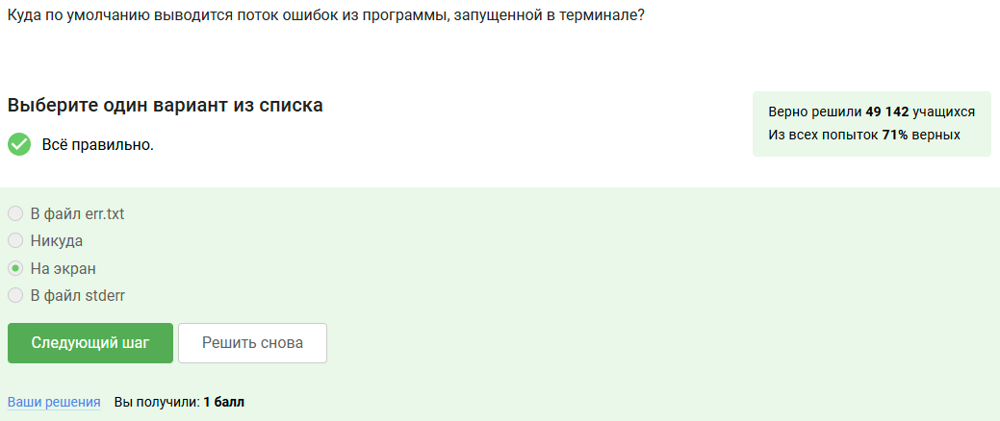 Куда по умолчанию выводится поток ошибок из программы, запущенной в терминале?
Выберите один вариант из списка
Всё правильно.
Верно решили 49 142 учащихся
Из всех попыток 71% верных
В файл err.txt
Никуда
На экран
В файл stderr
Следующий шаг
Решить снова
Ваши решения Вы получили: 1 балл